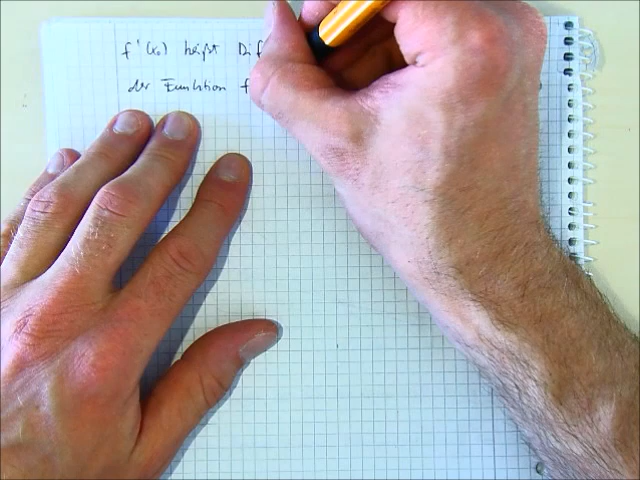 f'(x₀) heißt Dif
der Funktion f